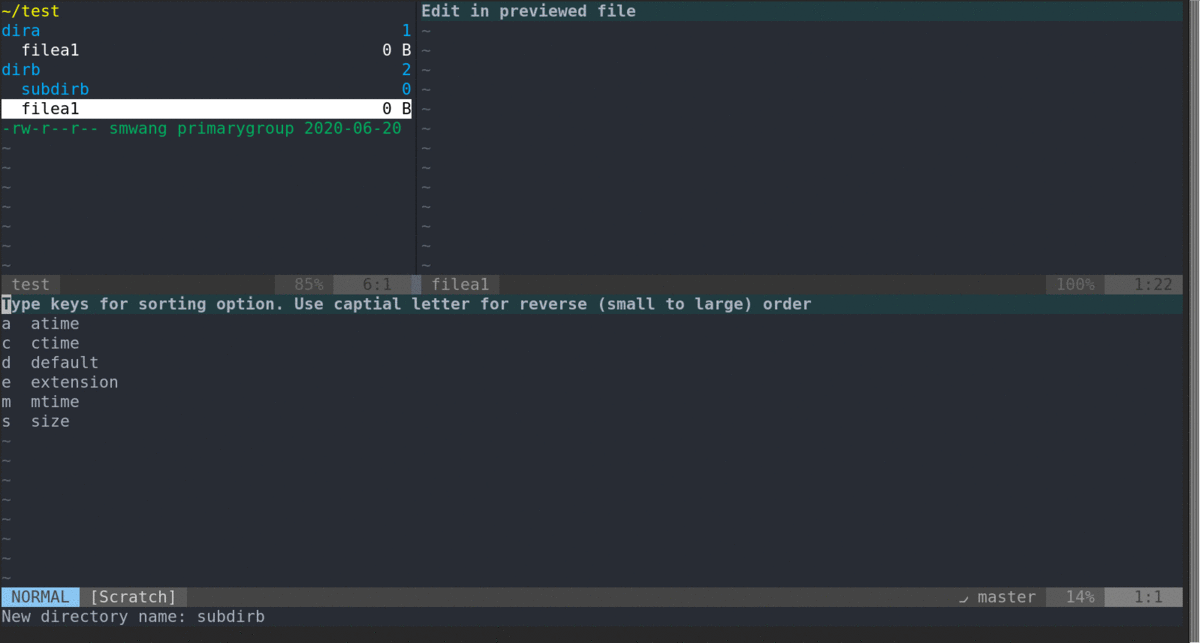 ~/test
dira 1
filea1 0 B
dirb 2
subdirb 0
filea1 0 B
-rw-r--r-- smwang primarygroup 2020-06-20
~
~
~
~
~
~
~
test 85% 6:1
Edit in previewed file
~
~
~
~
~
~
~
~
~
~
~
~
~
filea1 100% 1:22
Type keys for sorting option. Use captial letter for reverse (small to large) order
a atime
c ctime
d default
e extension
m mtime
s size
~
~
~
~
~
~
~
~
NORMAL [Scratch] master 14% 1:1
New directory name: subdirb